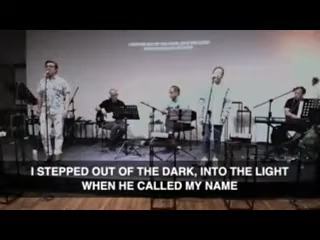 I STEPPED OUT OF THE DARK, INTO THE LIGHT
WHEN HE CALLED MY NAME